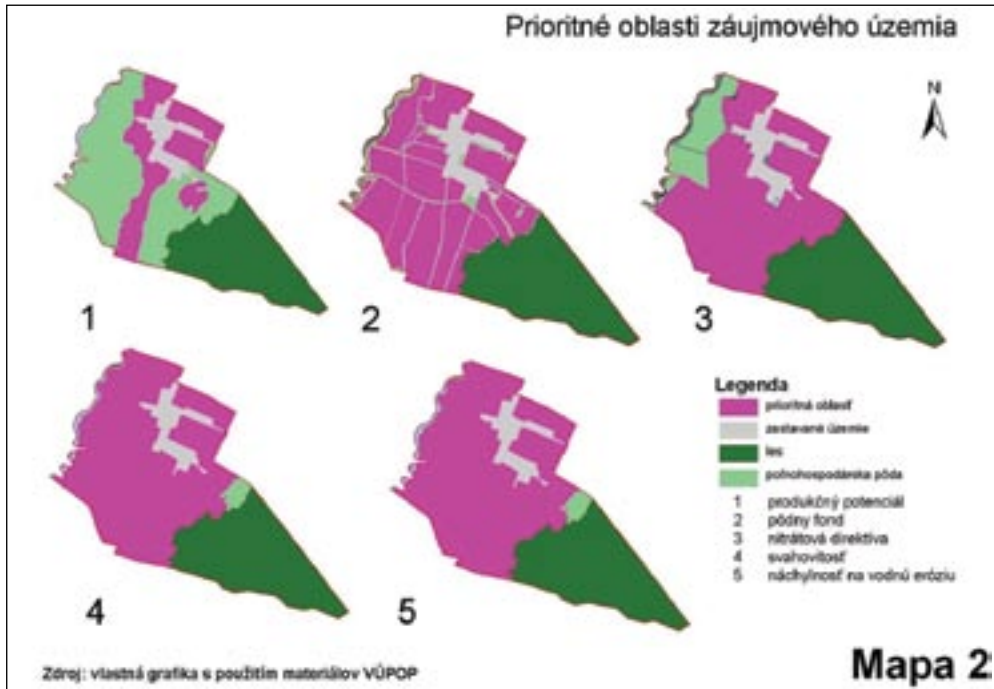 Prioritné oblasti záujmového územia
N
1
2
3
4
5
Legenda
prioritná oblasť
zastavané územie
les
poľnohospodárska pôda
1 produkčný potenciál
2 pôdny fond
3 nitrátová direktíva
4 svahovitosť
5 náchylnosť na vodnú eróziu
Zdroj: vlastná grafika s použitím materiálov VÚPOP
Mapa 2